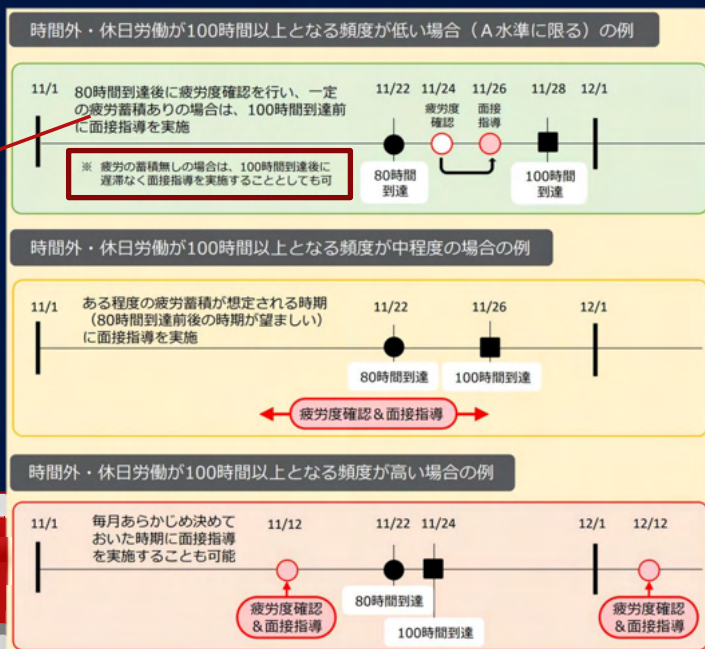 時間外・休日労働が100時間以上となる頻度が低い場合（A水準に限る）の例
11/1
80時間到達後に疲労度確認を行い、一定
の疲労蓄積ありの場合は、100時間到達前
に面接指導を実施
※ 疲労の蓄積無しの場合は、100時間到達後に
遅滞なく面接指導を実施することとしても可
11/22 11/24 11/26 11/28 12/1
疲労度
確認
面接
指導
80時間
到達
100時間
到達
時間外・休日労働が100時間以上となる頻度が中程度の場合の例
11/1
ある程度の疲労蓄積が想定される時期
（80時間到達前後の時期が望ましい）
に面接指導を実施
11/22 11/26 12/1
80時間到達 100時間到達
疲労度確認&面接指導
時間外・休日労働が100時間以上となる頻度が高い場合の例
11/1
毎月あらかじめ決めて
おいた時期に面接指導
を実施することも可能
11/12 11/22 11/24 12/1 12/12
80時間到達
疲労度確認
&面接指導
100時間到達
疲労度確認
&面接指導